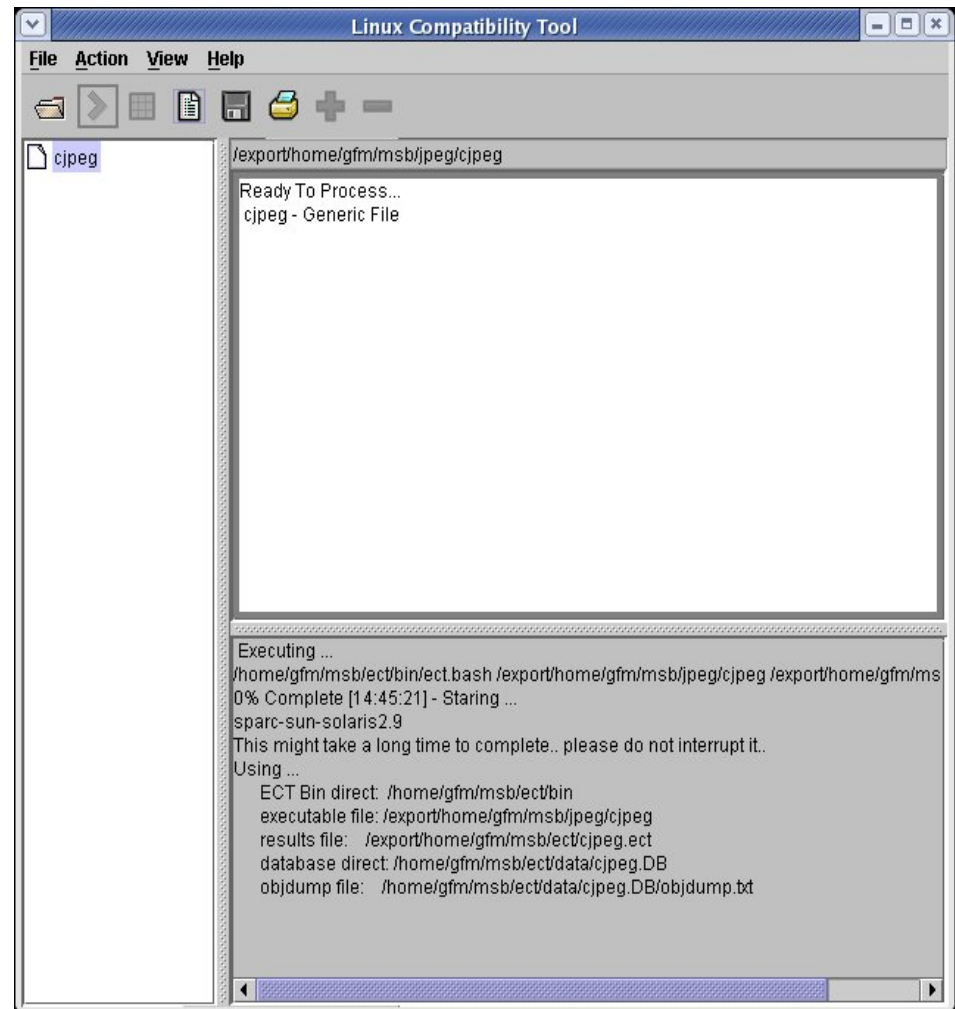 Linux Compatibility Tool
File Action View Help
cjpeg
/export/home/gfm/msb/jpeg/cjpeg
Ready To Process...
cjpeg - Generic File
Executing ...
/home/gfm/msb/ect/bin/ect.bash /export/home/gfm/msb/jpeg/cjpeg /export/home/gfm/ms
0% Complete [14:45:21] - Staring ...
sparc-sun-solaris2.9
This might take a long time to complete.. please do not interrupt it..
Using ...
ECT Bin direct: /home/gfm/msb/ect/bin
executable file: /export/home/gfm/msb/jpeg/cjpeg
results file: /export/home/gfm/msb/ect/cjpeg.ect
database direct: /home/gfm/msb/ect/data/cjpeg.DB
objdump file: /home/gfm/msb/ect/data/cjpeg.DB/objdump.txt